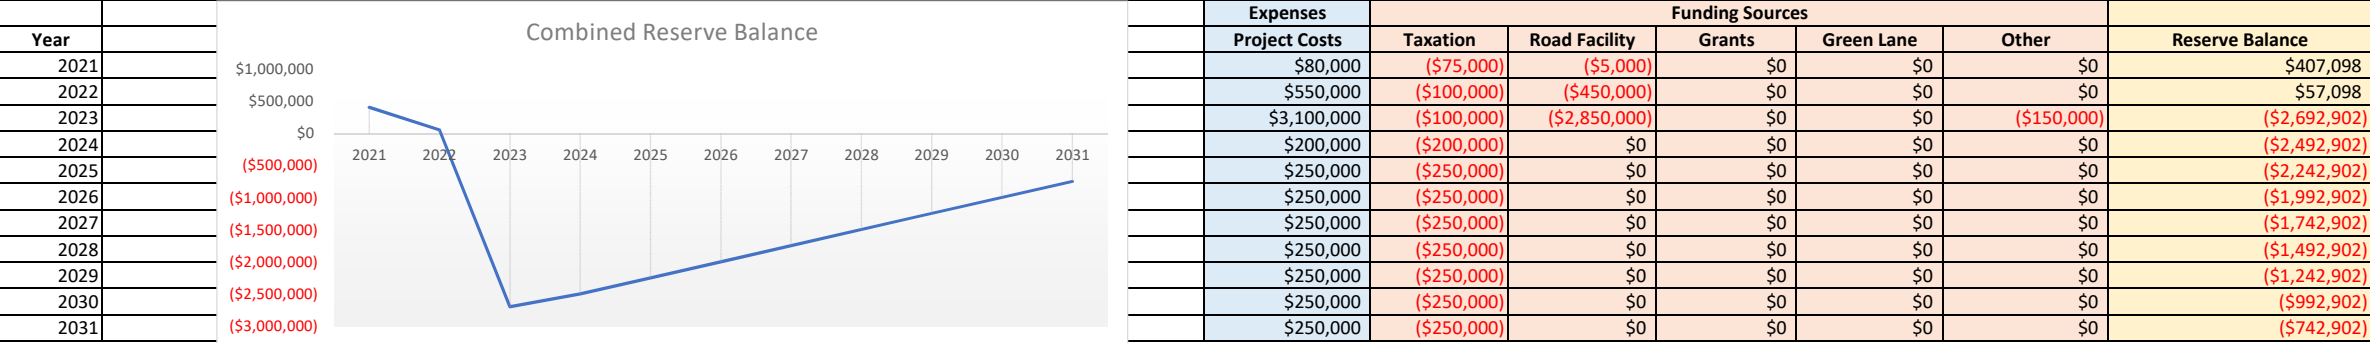 Expenses Funding Sources
Year Project Costs Taxation Road Facility Grants Green Lane Other Reserve Balance
2021 $80,000 ($75,000) ($5,000) $0 $0 $0 $407,098
2022 $550,000 ($100,000) ($450,000) $0 $0 $0 $57,098
2023 $3,100,000 ($100,000) ($2,850,000) $0 $0 ($150,000) ($2,692,902)
2024 $200,000 ($200,000) $0 $0 $0 $0 ($2,492,902)
2025 $250,000 ($250,000) $0 $0 $0 $0 ($2,242,902)
2026 $250,000 ($250,000) $0 $0 $0 $0 ($1,992,902)
2027 $250,000 ($250,000) $0 $0 $0 $0 ($1,742,902)
2028 $250,000 ($250,000) $0 $0 $0 $0 ($1,492,902)
2029 $250,000 ($250,000) $0 $0 $0 $0 ($1,242,902)
2030 $250,000 ($250,000) $0 $0 $0 $0 ($992,902)
2031 $250,000 ($250,000) $0 $0 $0 $0 ($742,902)
Combined Reserve Balance
$1,000,000
$500,000
$0
2021 2022 2023 2024 2025 2026 2027 2028 2029 2030 2031
($500,000)
($1,000,000)
($1,500,000)
($2,000,000)
($2,500,000)
($3,000,000)